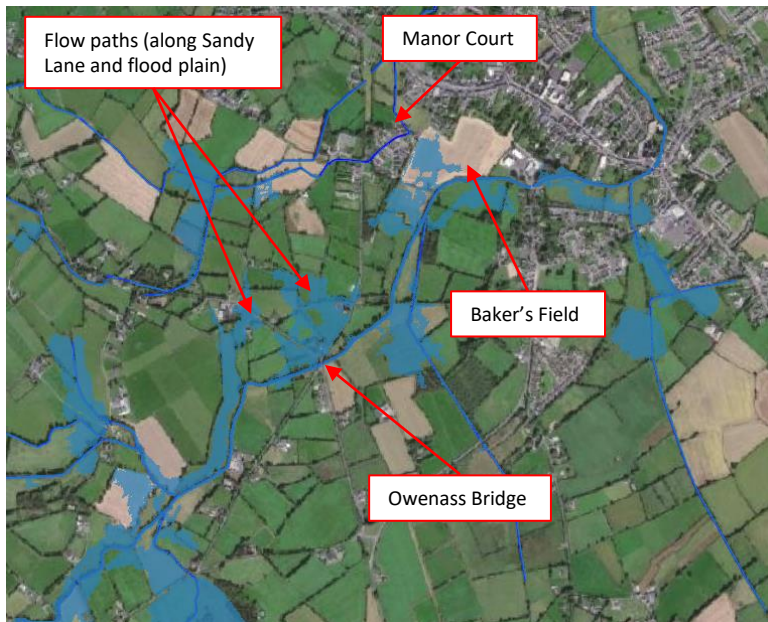 Flow paths (along Sandy
Lane and flood plain)
Manor Court
Baker’s Field
Owenass Bridge